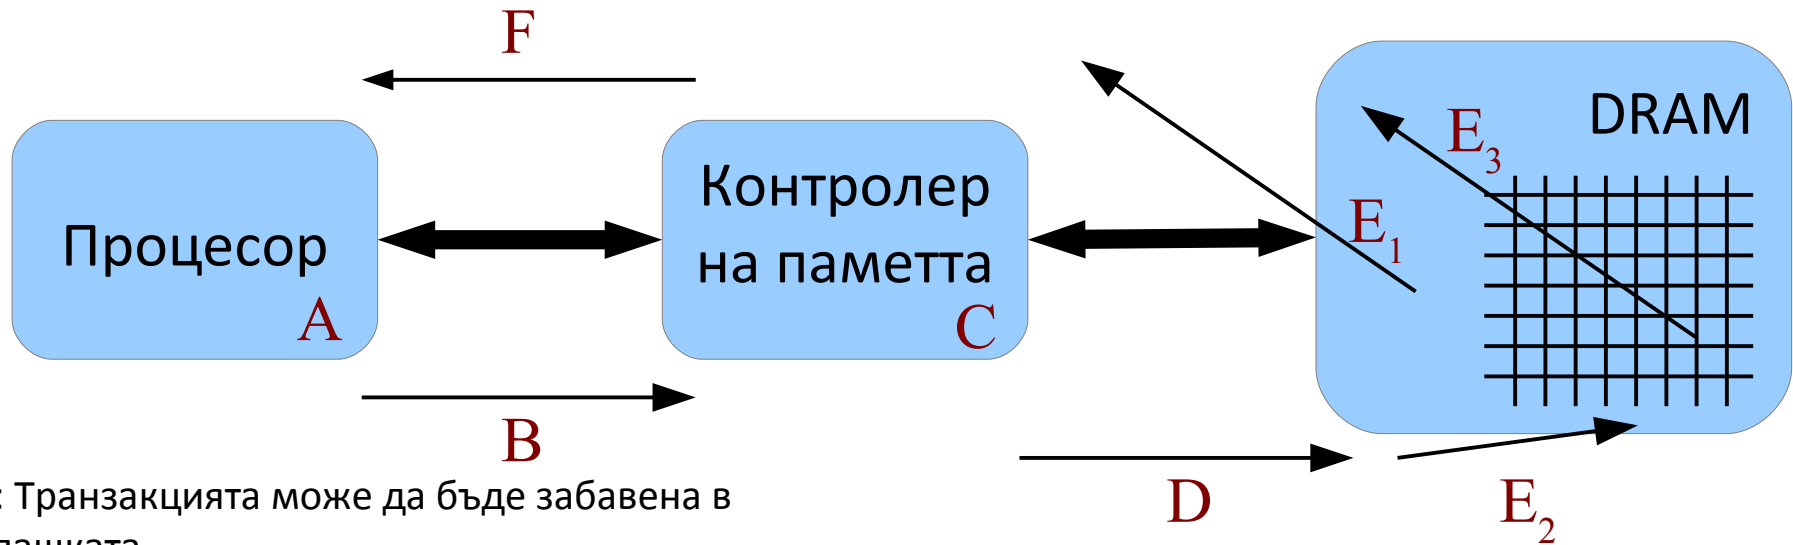 F
DRAM
E3
Контролер
на паметта
E1
Процесор
A
C
B
D
E2
: Транзакцията може да бъде забавена в